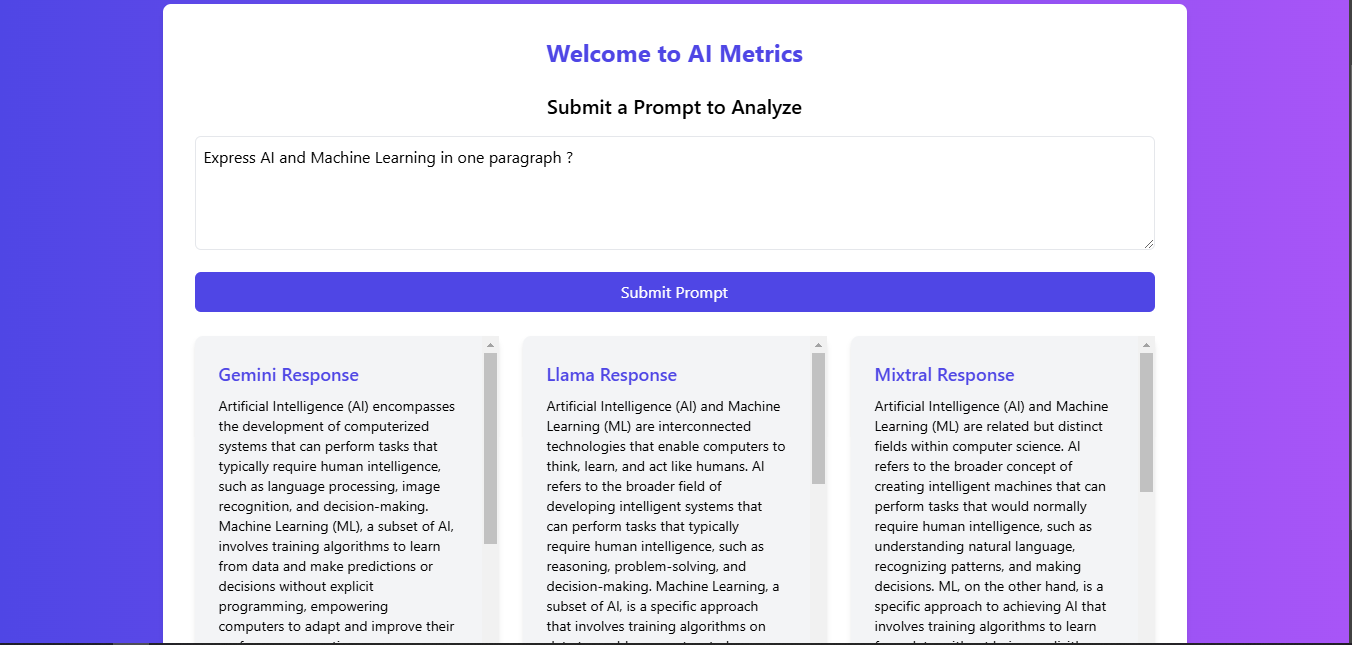 Welcome to AI Metrics
Submit a Prompt to Analyze
Express AI and Machine Learning in one paragraph ?
Submit Prompt
Gemini Response
Artificial Intelligence (AI) encompasses
the development of computerized
systems that can perform tasks that
typically require human intelligence,
such as language processing, image
recognition, and decision-making.
Machine Learning (ML), a subset of AI,
involves training algorithms to learn
from data and make predictions or
decisions without explicit
programming, empowering
computers to adapt and improve their
Llama Response
Artificial Intelligence (AI) and Machine
Learning (ML) are interconnected
technologies that enable computers to
think, learn, and act like humans. AI
refers to the broader field of
developing intelligent systems that
can perform tasks that typically
require human intelligence, such as
reasoning, problem-solving, and
decision-making. Machine Learning, a
subset of AI, is a specific approach
that involves training algorithms on
Mixtral Response
Artificial Intelligence (AI) and Machine
Learning (ML) are related but distinct
fields within computer science. AI
refers to the broader concept of
creating intelligent machines that can
perform tasks that would normally
require human intelligence, such as
understanding natural language,
recognizing patterns, and making
decisions. ML, on the other hand, is a
specific approach to achieving AI that
involves training algorithms to learn